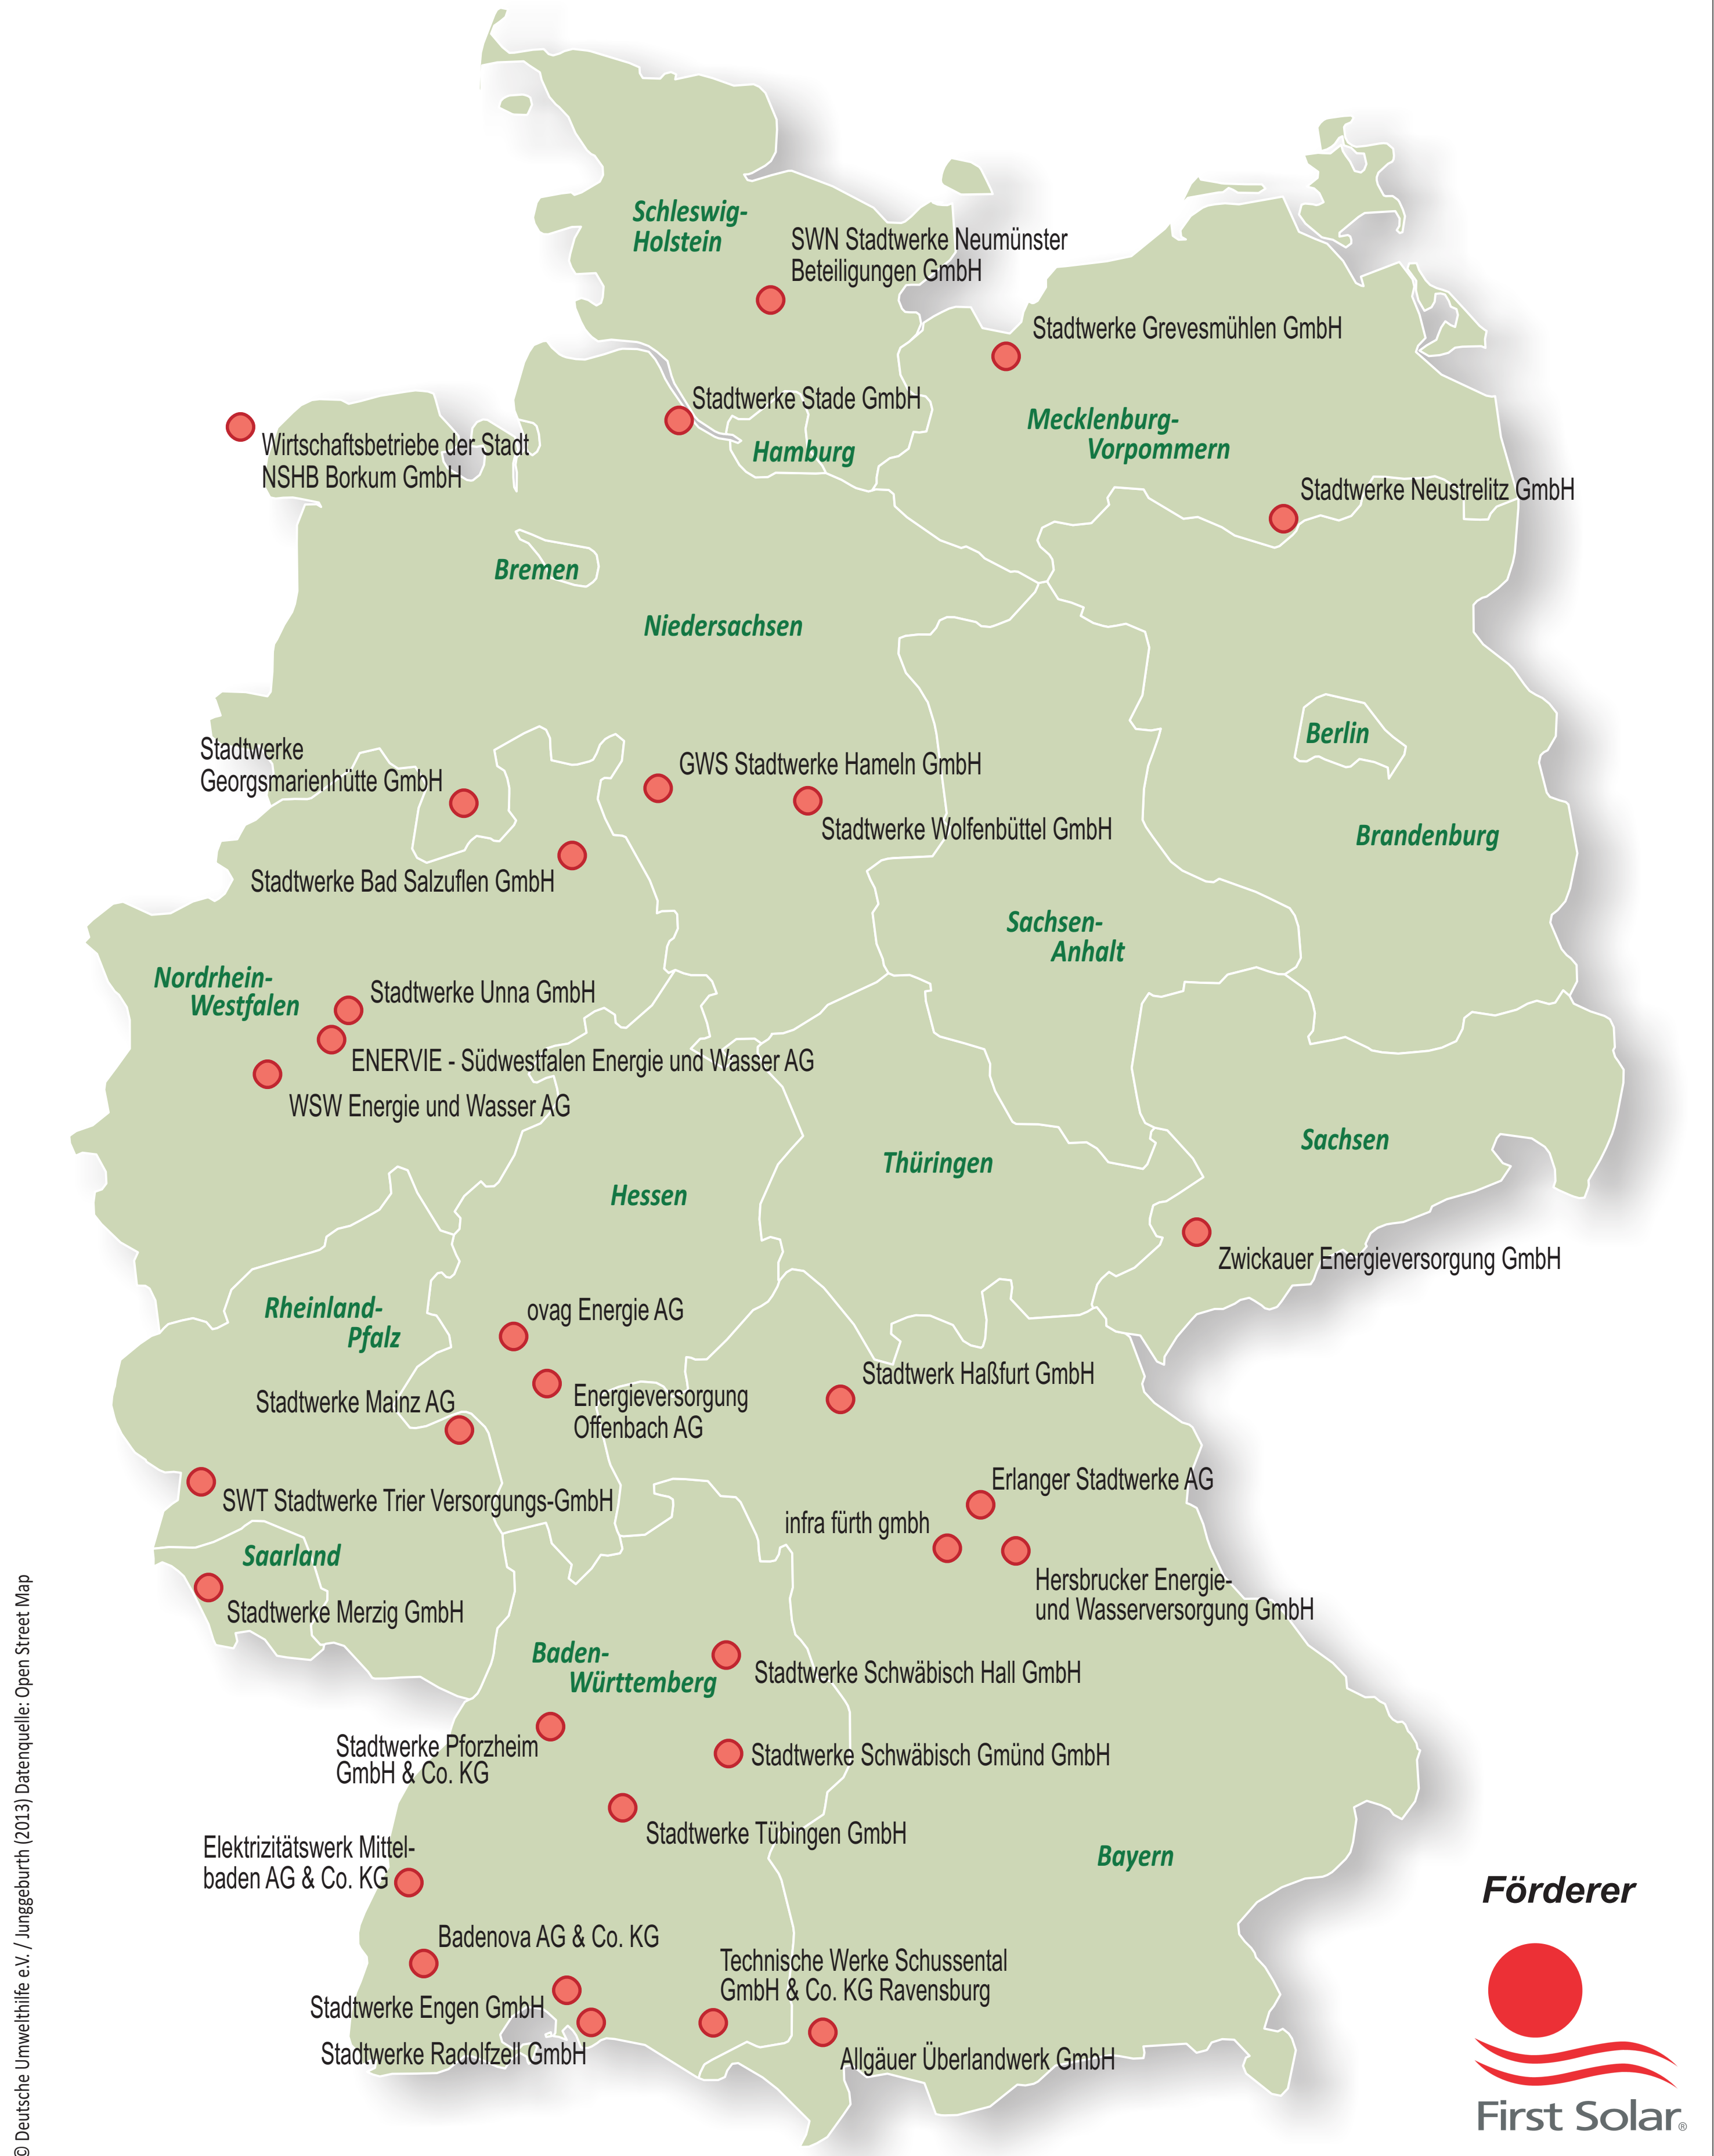 Schleswig-
Holstein
SWN Stadtwerke Neumünster
Beteiligungen GmbH
Stadtwerke Grevesmühlen GmbH
Stadtwerke Stade GmbH
Hamburg
Mecklenburg-
Vorpommern
Wirtschaftsbetriebe der Stadt
NSHB Borkum GmbH
Stadtwerke Neustrelitz GmbH
Bremen
Niedersachsen
Berlin
Stadtwerke
Georgsmarienhütte GmbH
GWS Stadtwerke Hameln GmbH
Stadtwerke Wolfenbüttel GmbH
Brandenburg
Stadtwerke Bad Salzuflen GmbH
Sachsen-
Anhalt
Nordrhein-
Westfalen
Stadtwerke Unna GmbH
ENERVIE - Südwestfalen Energie und Wasser AG
WSW Energie und Wasser AG
Sachsen
Thüringen
Hessen
Zwickauer Energieversorgung GmbH
Rheinland-
Pfalz
ovag Energie AG
Stadtwerk Haßfurt GmbH
Stadtwerke Mainz AG
Energieversorgung
Offenbach AG
Erlanger Stadtwerke AG
SWT Stadtwerke Trier Versorgungs-GmbH
infra fürth gmbh
Saarland
Hersbrucker Energie-
und Wasserversorgung GmbH
Stadtwerke Merzig GmbH
Baden-
Württemberg
Stadtwerke Schwäbisch Hall GmbH
Stadtwerke Pforzheim
GmbH & Co. KG
Stadtwerke Schwäbisch Gmünd GmbH
Stadtwerke Tübingen GmbH
Elektrizitätswerk Mittel-
baden AG & Co. KG
Bayern
Badenova AG & Co. KG
Technische Werke Schussental
GmbH & Co. KG Ravensburg
Stadtwerke Engen GmbH
Stadtwerke Radolfzell GmbH
Allgäuer Überlandwerk GmbH
Förderer
First Solar®
© Deutsche Umwelthilfe e.V. / Junggeburth (2013) Datenquelle: Open Street Map